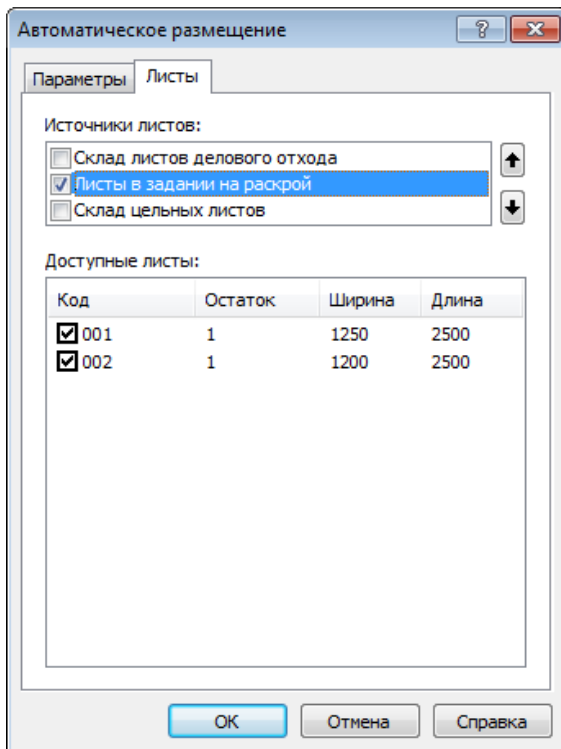 Автоматическое размещение
Параметры Листы
Источники листов:
Склад листов делового отхода
Листы в задании на раскрой
Склад цельных листов
Доступные листы:
Код Остаток Ширина Длина
001 1 1250 2500
002 1 1200 2500
ОК Отмена Справка